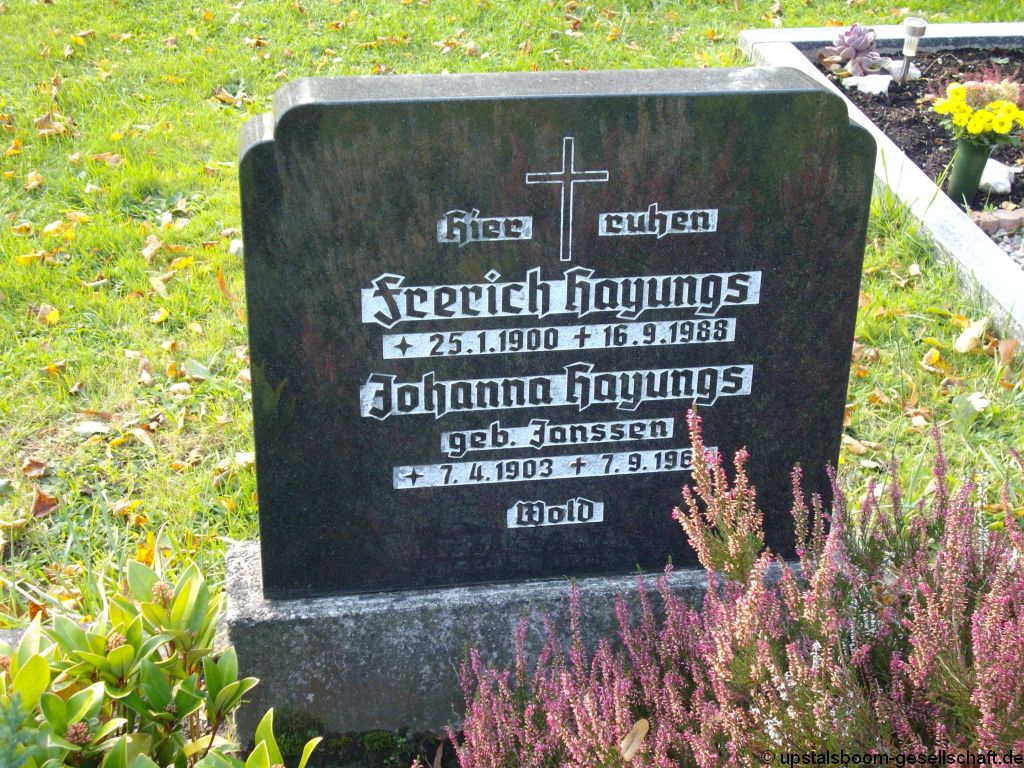 Hier ruhen
Frerich Hayungs
✦ 25.1.1900 ✝ 16.9.1988
Johanna Hayungs
geb. Janssen
✦ 7.4.1903 ✝ 7.9.196
Wold
© upstalsboom-gesellschaft.de